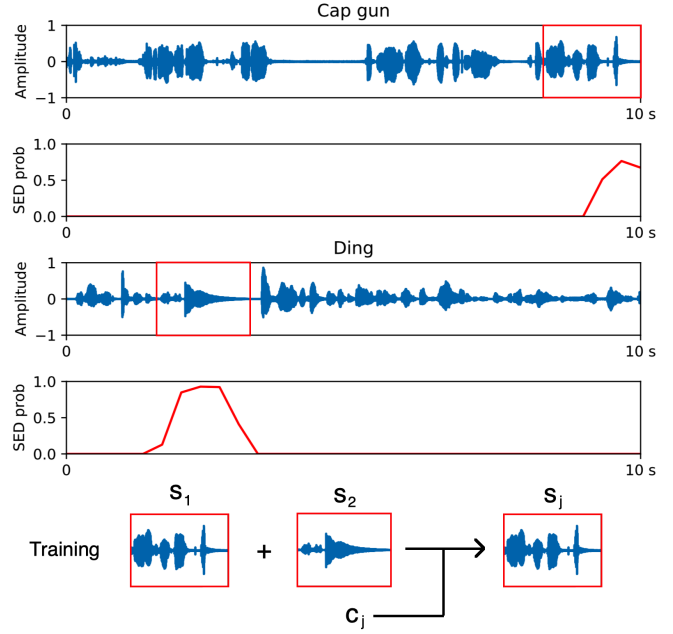 Cap gun
Amplitude
1
0
−1
0
10 s
SED prob
1.0
0.5
0.0
0
10 s
Ding
Amplitude
1
0
−1
0
10 s
SED prob
1.0
0.5
0.0
0
10 s
S1 S2 Sj
Training + 
Cj